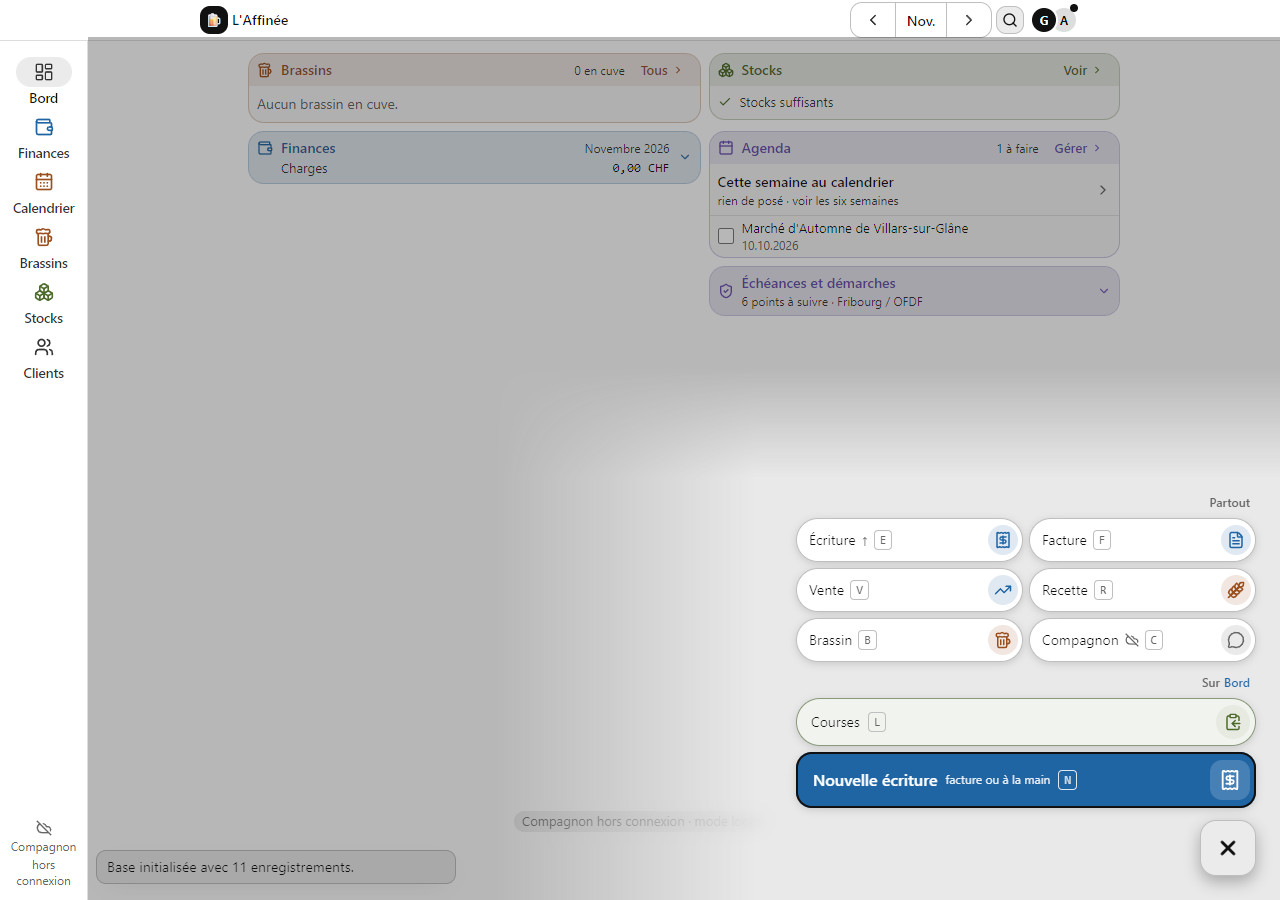 L'Affinée
Nov.
G A
Bord
Finances
Calendrier
Brassins
Stocks
Clients
Compagnon
hors
connexion
Brassins 0 en cuve Tous
Aucun brassin en cuve.
Finances Novembre 2026
Charges 0,00 CHF
Stocks Voir
Stocks suffisants
Agenda 1 à faire Gérer
Cette semaine au calendrier
rien de posé · voir les six semaines
Marché d'Automne de Villars-sur-Glâne
10.10.2026
Échéances et démarches
6 points à suivre · Fribourg / OFDF
Partout
Écriture ↑ E
Facture F
Vente V
Recette R
Brassin B
Compagnon C
Sur Bord
Courses L
Nouvelle écriture facture ou à la main N
Compagnon hors connexion · mode
Base initialisée avec 11 enregistrements.